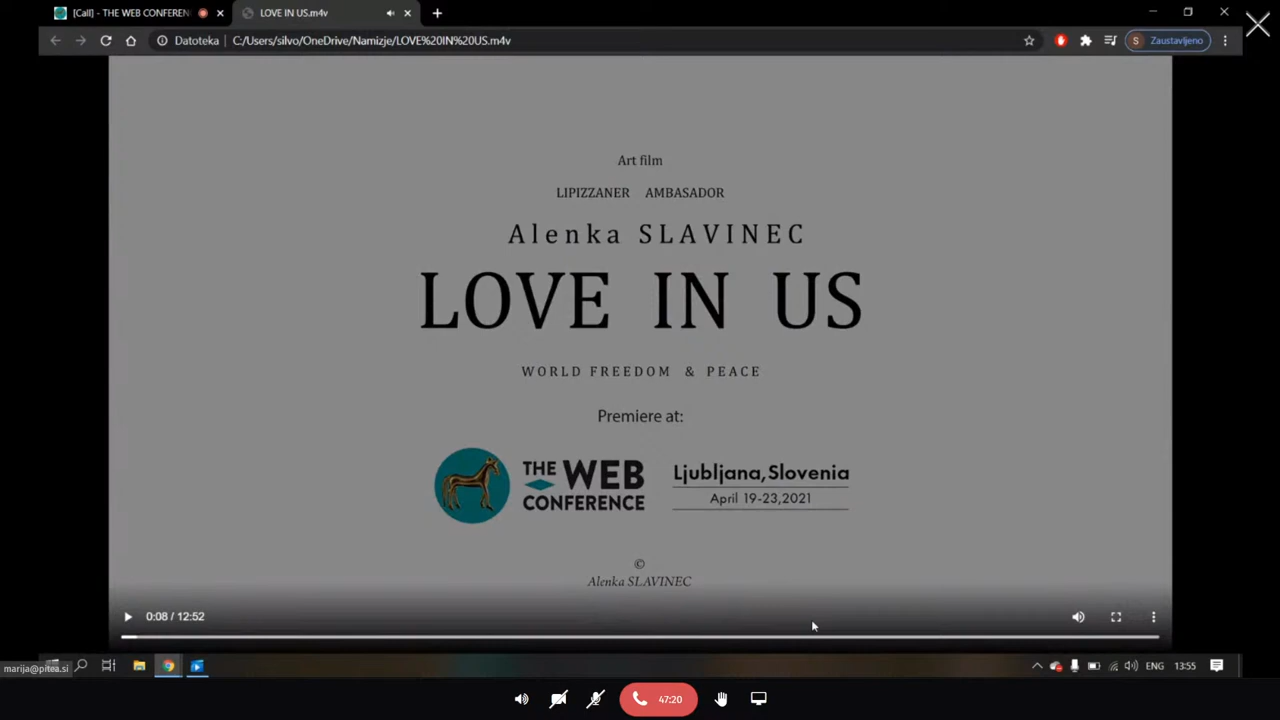 [Call] - THE WEB CONFEREN
LOVE IN US.m4v
Datoteka
C:/Users/silvo/OneDrive/Namizje/LOVE%20IN%20US.m4v
S
Zaustavljeno
Art film
LIPIZZANER AMBASADOR
Alenka SLAVINEC
LOVE IN US
WORLD FREEDOM & PEACE
Premiere at:
THE WEB
CONFERENCE
Ljubljana, Slovenia
April 19-23,2021
©
Alenka SLAVINEC
0:08 / 12:52
marija@pitea.si
ENG
13:55
47:20